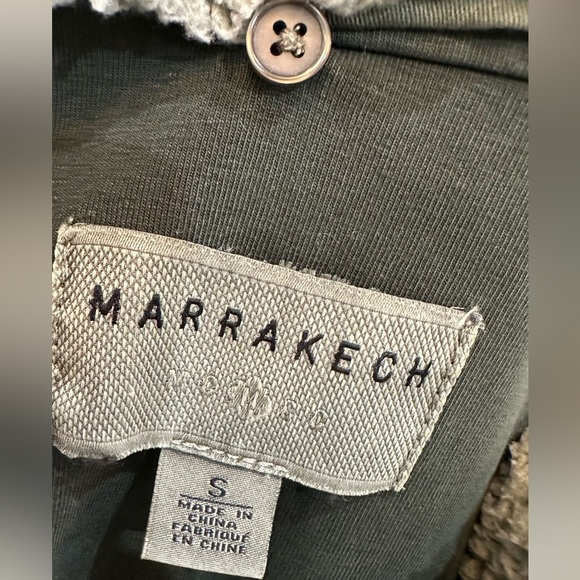 MARRAKECH
S
MADE IN
CHINA
FABRIQUÉ
EN CHINE